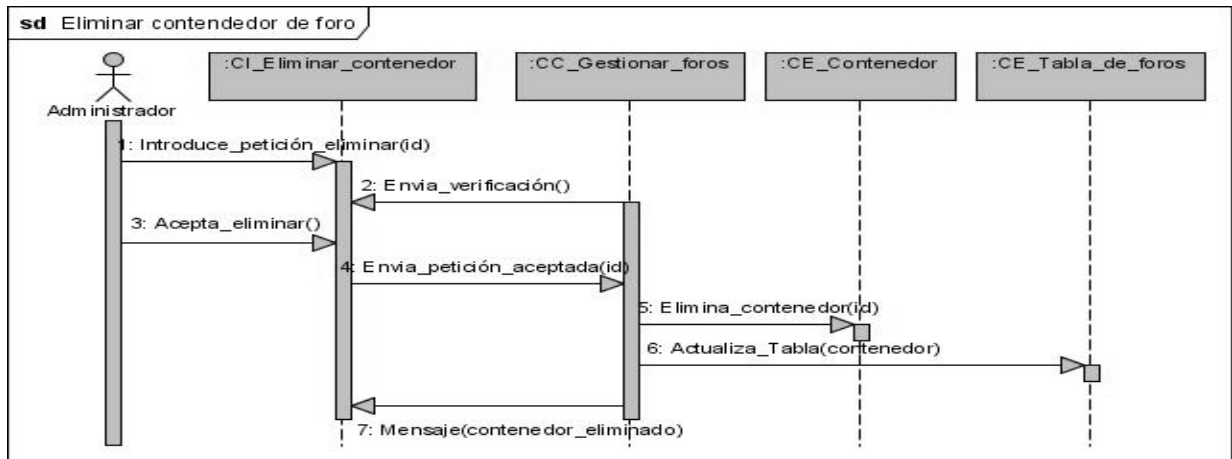 sd Eliminar contendedor de foro
:CI_Eliminar_contenedor
:CC_Gestionar_foros
:CE_Contenedor
:CE_Tabla_de_foros
Administrador
1: Introduce_petición_eliminar(id)
2: Envia_verificación()
3: Acepta_eliminar()
4: Envia_petición_aceptada(id)
5: Elimina_contenedor(id)
6: Actualiza_Tabla(contenedor)
7: Mensaje(contenedor_eliminado)